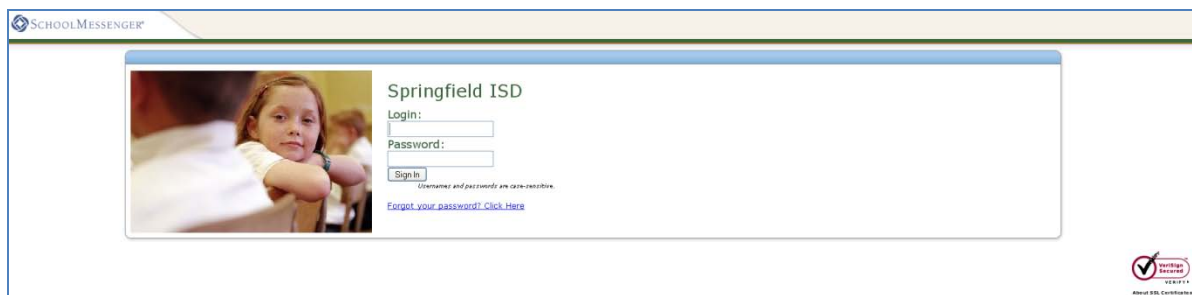 SCHOOLMESSENGER®
Springfield ISD
Login:
Password:
Sign In
Usernames and passwords are case-sensitive.
Forgot your password? Click Here
VeriSign
Secured
VERIFY▸
About SSL Certificates